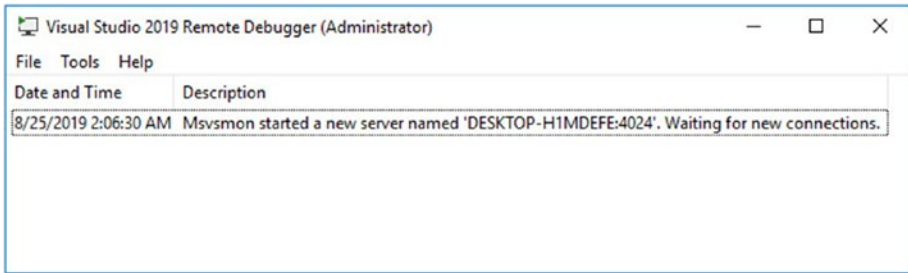 Visual Studio 2019 Remote Debugger (Administrator)
File Tools Help
Date and Time Description
8/25/2019 2:06:30 AM Msvsmon started a new server named 'DESKTOP-H1MDEFE:4024'. Waiting for new connections.